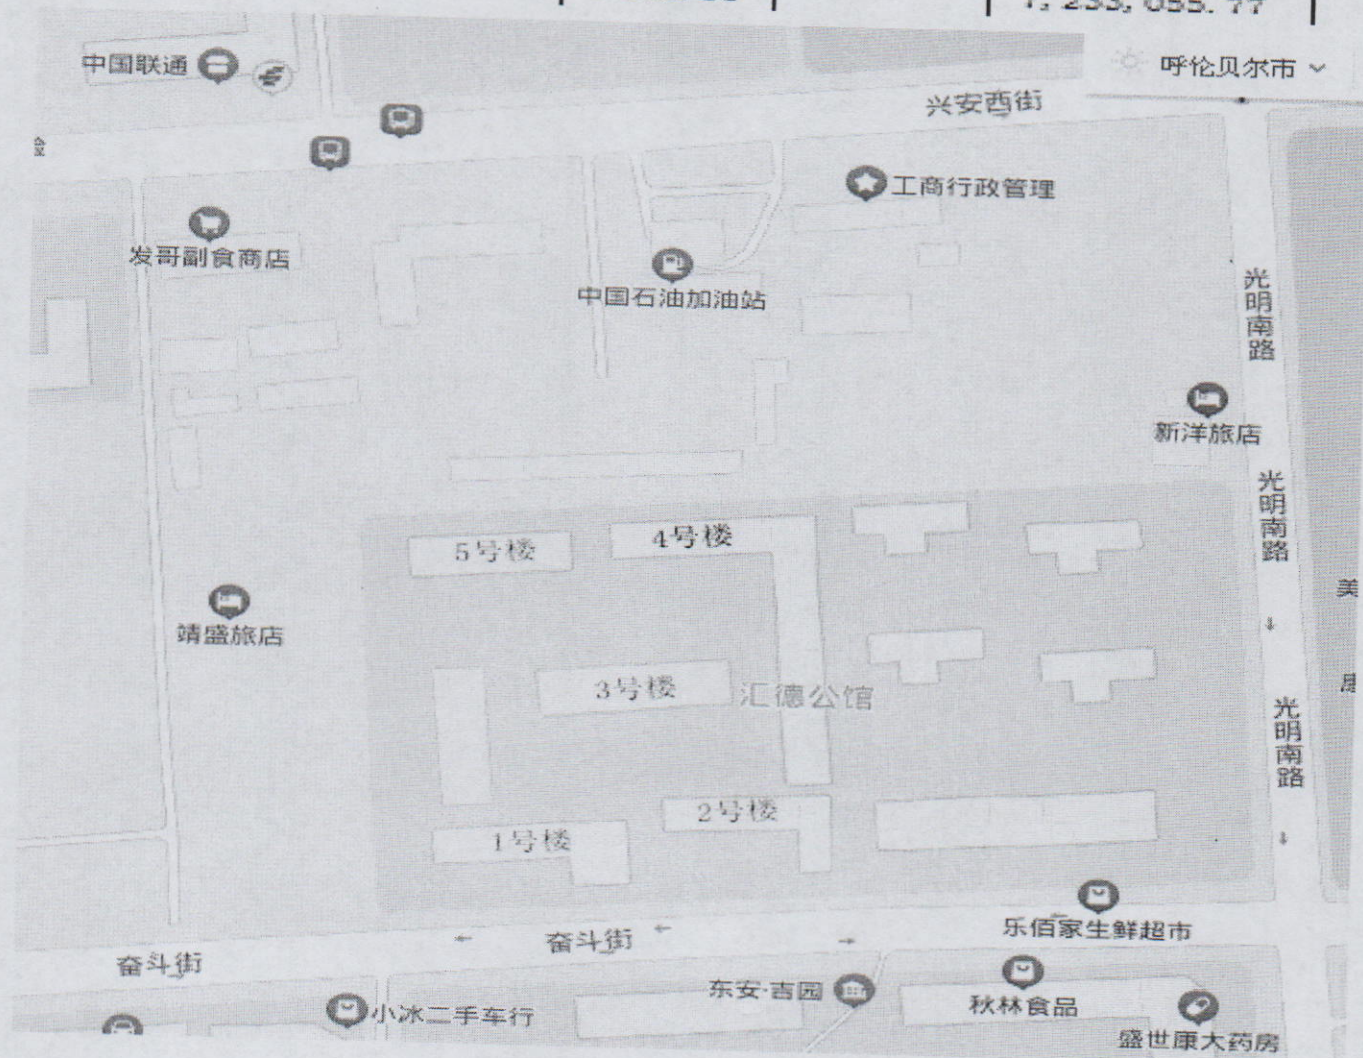 1, 233, 055. 77
中国联通
呼伦贝尔市
兴安西街
工商行政管理
发哥副食商店
中国石油加油站
光明南路
新洋旅店
光明南路
5号楼
4号楼
美
靖盛旅店
3号楼
汇德公馆
光明南路
2号楼
1号楼
乐佰家生鲜超市
奋斗街
奋斗街
东安·吉园
秋林食品
小冰二手车行
盛世康大药房